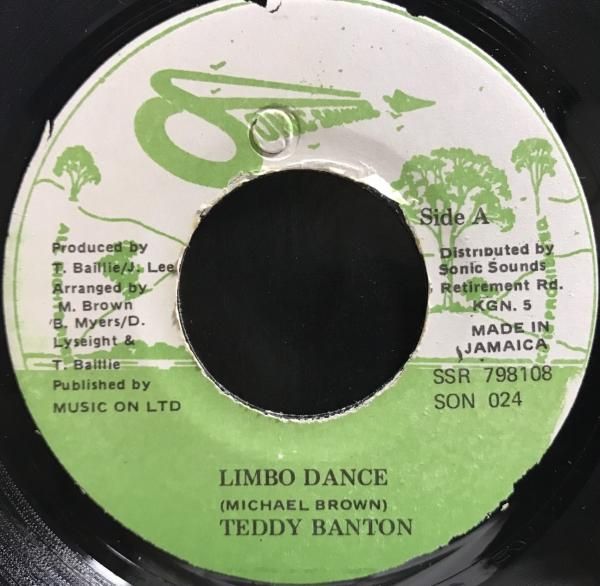 Side A
Produced by
T. Baillie/J. Lee
Arranged by
M. Brown
B. Myers/D.
Lyseight &
T. Baillie
Published by
MUSIC ON LTD
Distributed by
Sonic Sounds
Retirement Rd.
KGN. 5
MADE IN
JAMAICA
SSR 798108
SON 024
LIMBO DANCE
(MICHAEL BROWN)
TEDDY BANTON